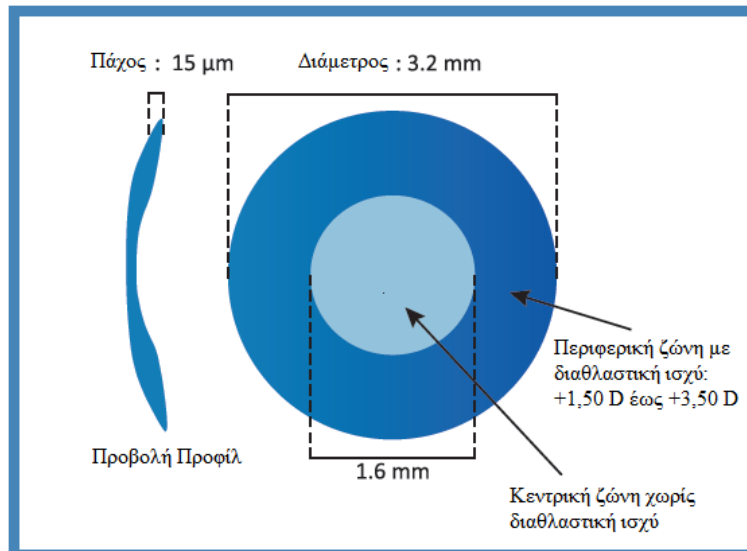 Πάχος : 15 μm
Διάμετρος : 3.2 mm
Περιφερική ζώνη με
διαθλαστική ισχύ:
+1,50 D έως +3,50 D
Προβολή Προφίλ
1.6 mm
Κεντρική ζώνη χωρίς
διαθλαστική ισχύ